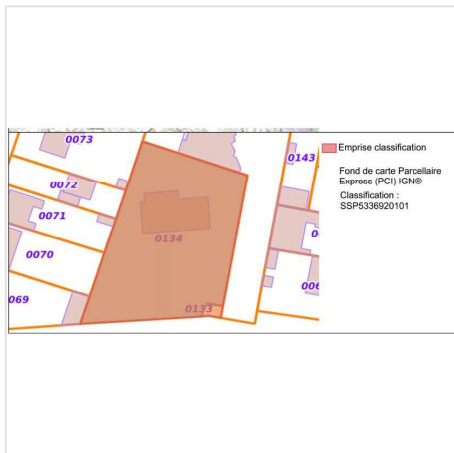 0073
0143
Emprise classification
0072
Fond de carte Parcellaire
Express (PCI) IGN®
Classification :
SSP5336920101
0071
0134
0070
006
069
0133